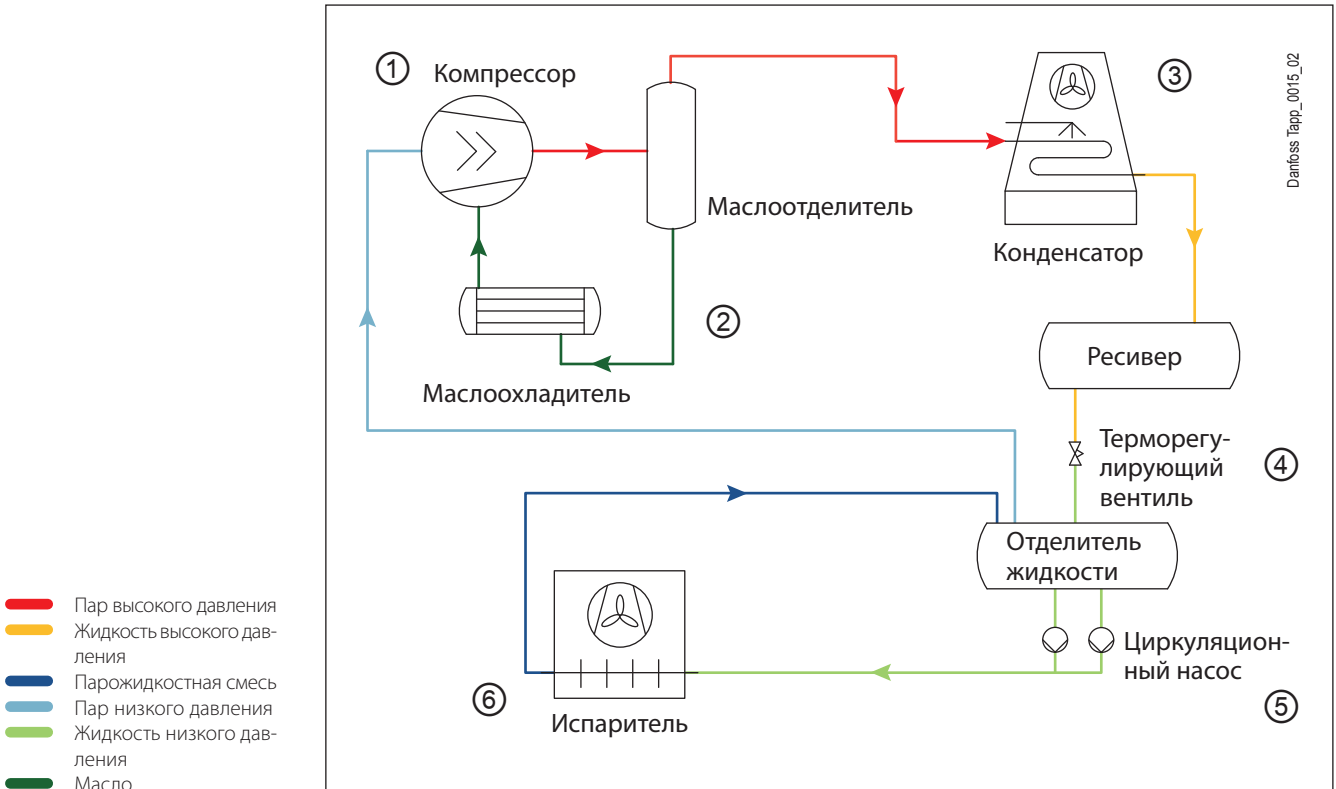 ①
Компрессор
③
Danfoss Tapp_0015_02
Маслоотделитель
Конденсатор
②
Маслоохладитель
Ресивер
Терморегу-
лирующий
вентиль
④
Отделитель
жидкости
Циркуляцион-
ный насос
⑤
⑥
Испаритель
Пар высокого давления
Жидкость высокого дав-
ления
Парожидкостная смесь
Пар низкого давления
Жидкость низкого дав-
ления
Масло